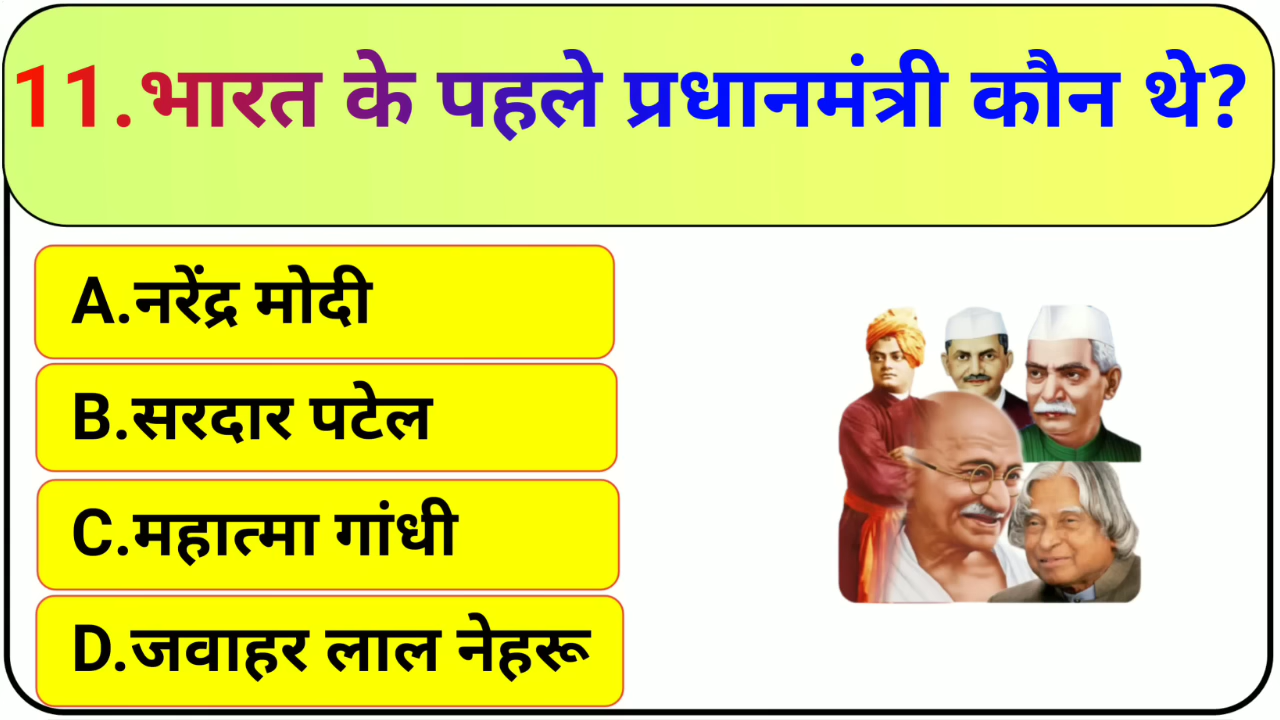 11.भारत के पहले प्रधानमंत्री कौन थे?
A.नरेंद्र मोदी
B.सरदार पटेल
C.महात्मा गांधी
D.जवाहर लाल नेहरू